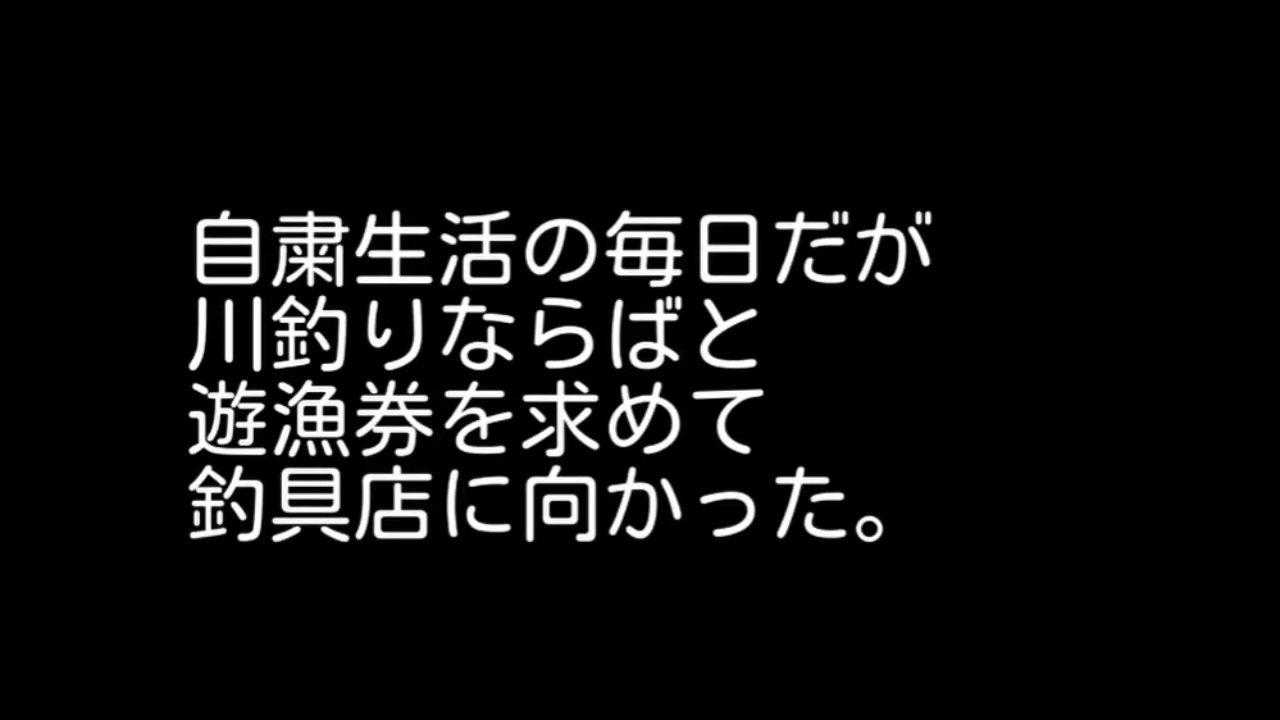 自粛生活の毎日だが
川釣りならばと
遊漁券を求めて
釣具店に向かった。